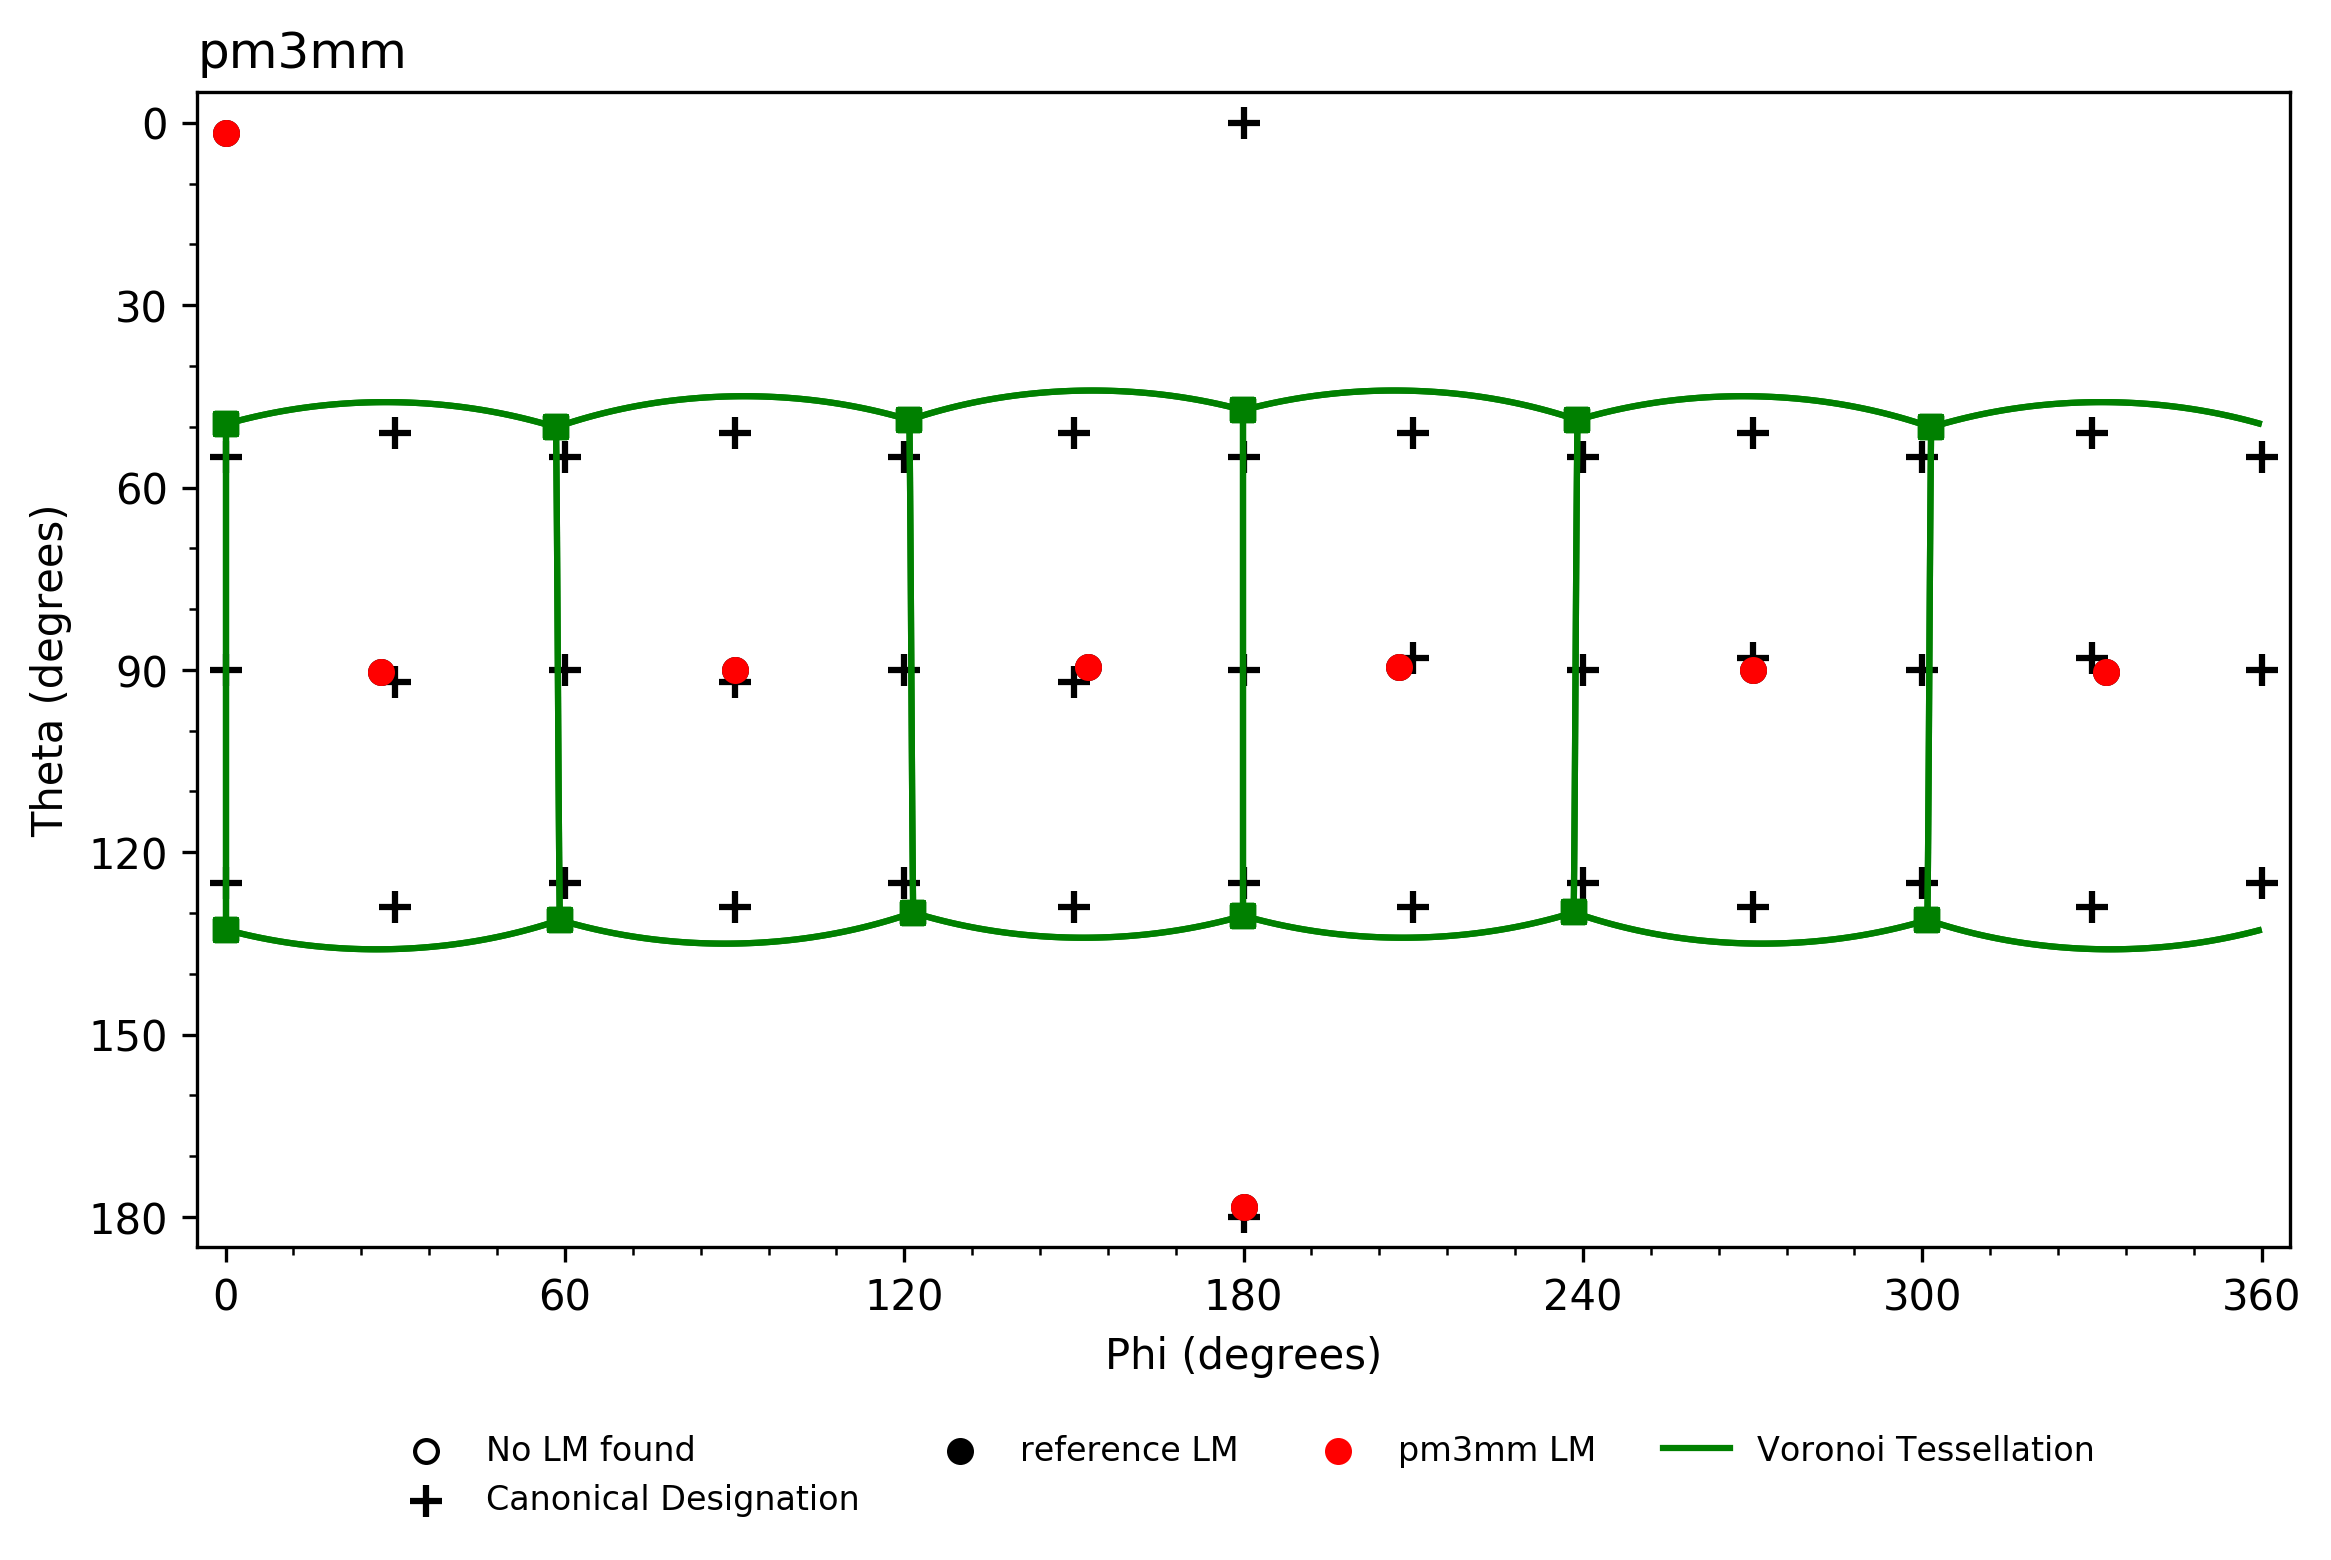 pm3mm
0
30
60
90
120
150
180
Theta (degrees)
0 60 120 180 240 300 360
Phi (degrees)
No LM found reference LM pm3mm LM Voronoi Tessellation
Canonical Designation